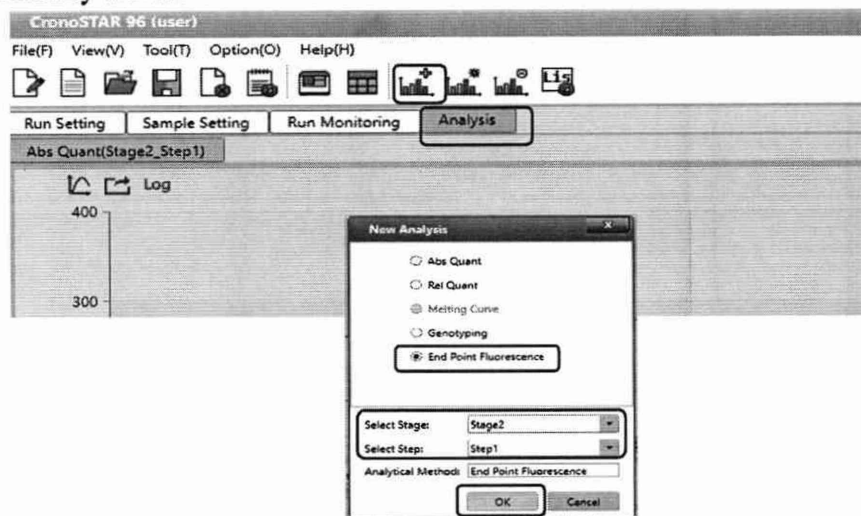 CronoSTAR 96 (user)
File(F) View(V) Tool(T) Option(O) Help(H)
Lis
Run Setting Sample Setting Run Monitoring Analysis
Abs Quant(Stage2_Step1)
Log
400
300
New Analysis
Abs Quant
Rel Quant
Melting Curve
Genotyping
End Point Fluorescence
Select Stage: Stage2
Select Step: Step1
Analytical Method: End Point Fluorescence
OK Cancel